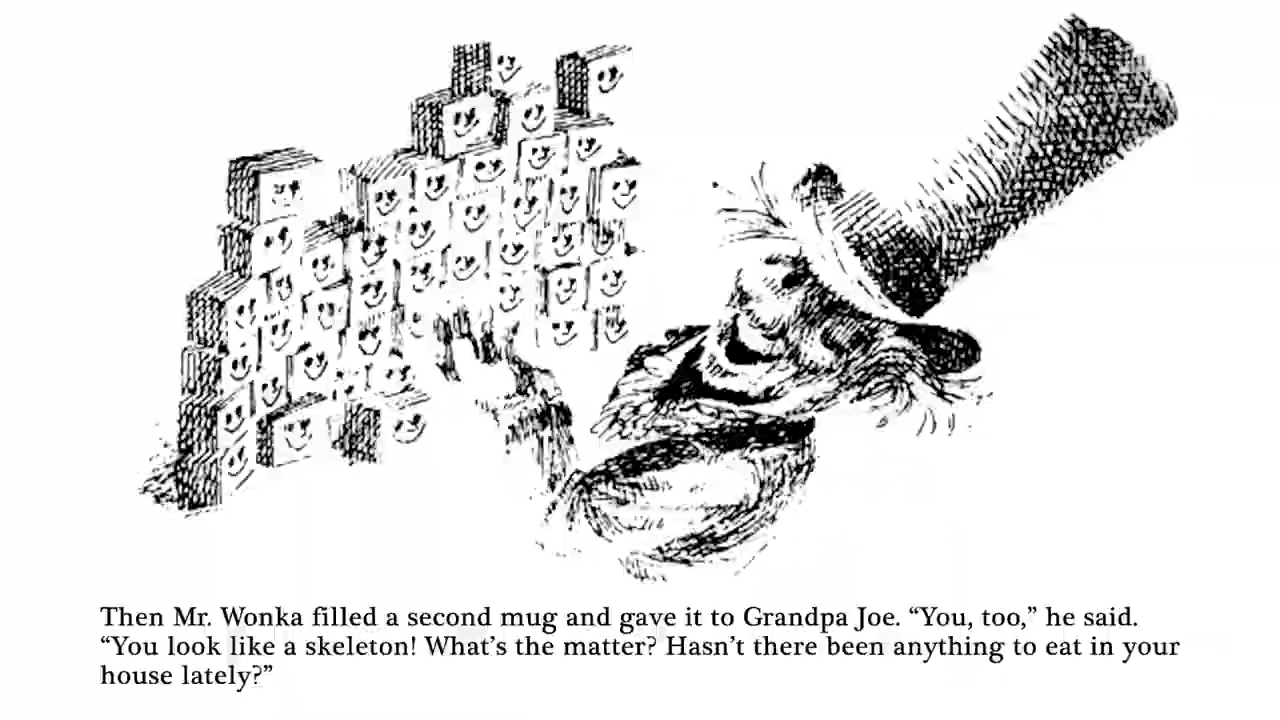 Then Mr. Wonka filled a second mug and gave it to Grandpa Joe. “You, too,” he said.
“You look like a skeleton! What’s the matter? Hasn’t there been anything to eat in your
house lately?”